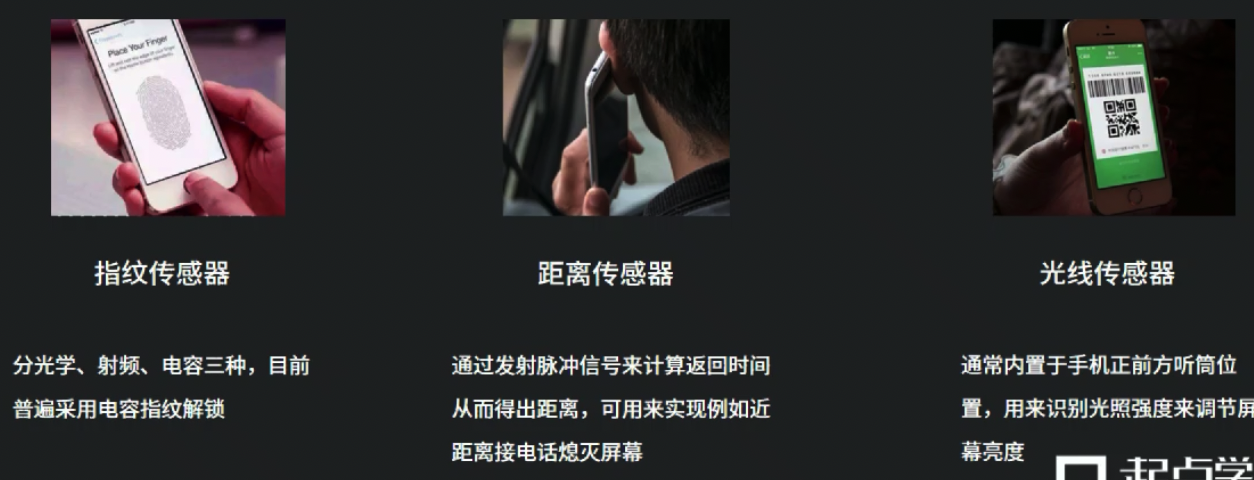 Place Your Finger
指纹传感器
距离传感器
光线传感器
分光学、射频、电容三种，目前
普遍采用电容指纹解锁
通过发射脉冲信号来计算返回时间
从而得出距离，可用来实现例如近
距离接电话熄灭屏幕
通常内置于手机正前方听筒位
置，用来识别光照强度来调节屏
幕亮度
起点学